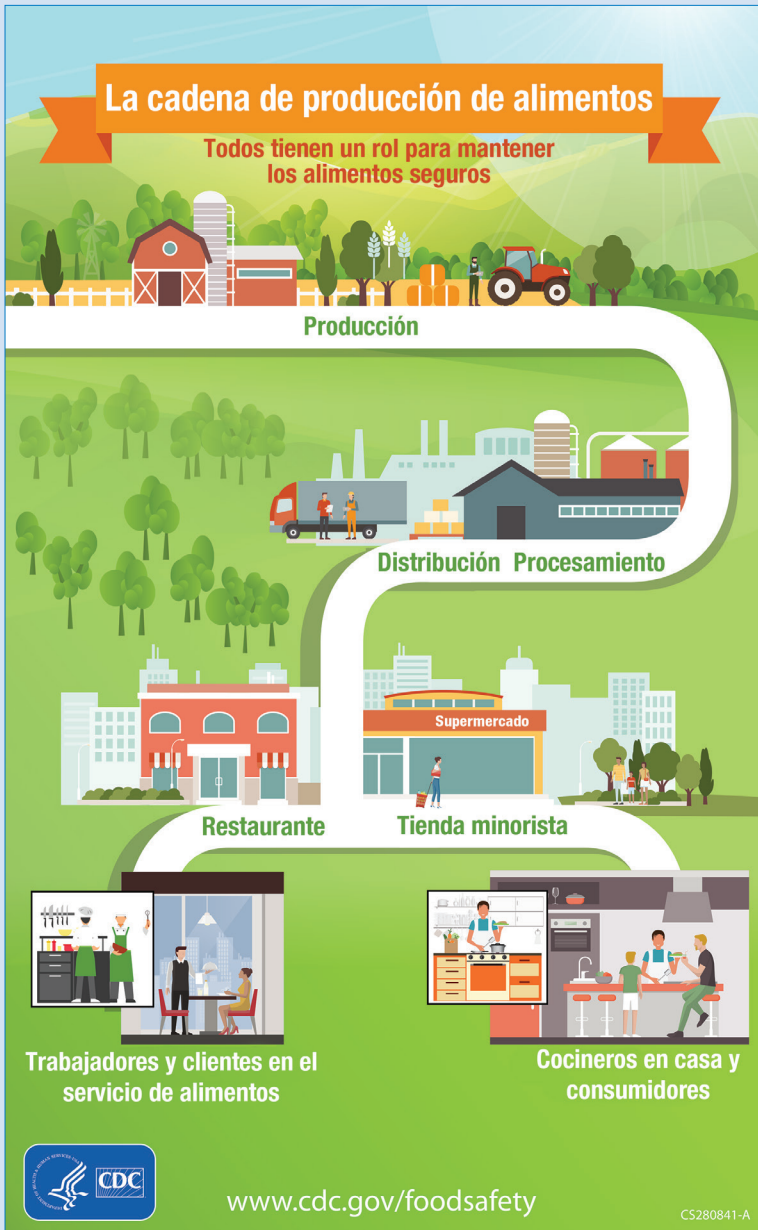 La cadena de producción de alimentos
Todos tienen un rol para mantener
los alimentos seguros
Producción
Distribución Procesamiento
Supermercado
Restaurante
Tienda minorista
Trabajadores y clientes en el
servicio de alimentos
Cocineros en casa y
consumidores
CDC
www.cdc.gov/foodsafety
CS280841-A